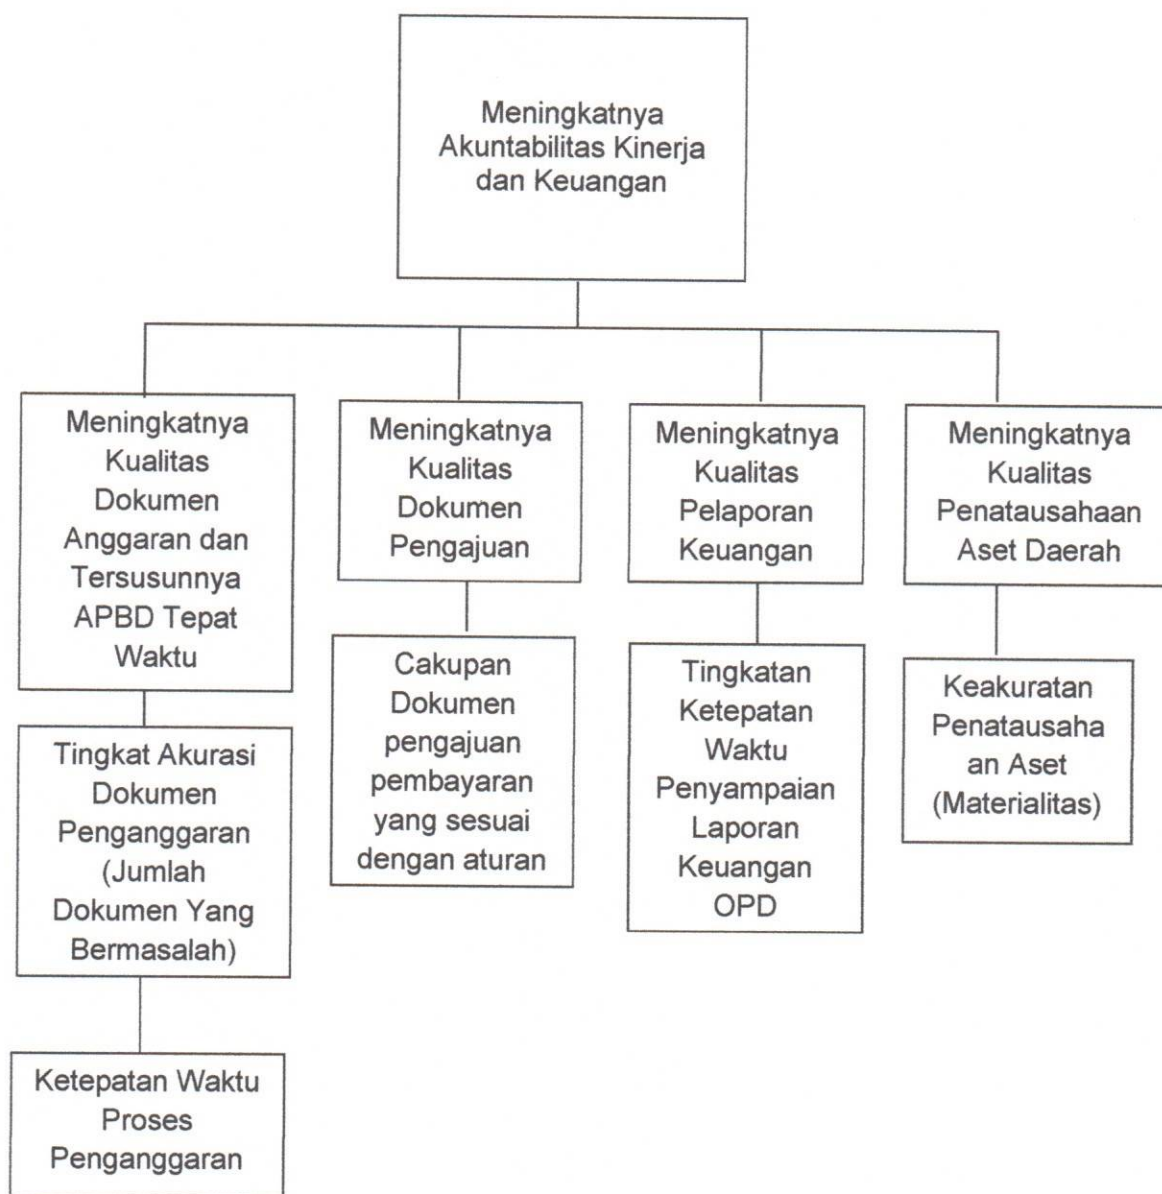 Meningkatnya
Akuntabilitas Kinerja
dan Keuangan
Meningkatnya
Kualitas
Dokumen
Anggaran dan
Tersusunnya
APBD Tepat
Waktu
Meningkatnya
Kualitas
Dokumen
Pengajuan
Meningkatnya
Kualitas
Pelaporan
Keuangan
Meningkatnya
Kualitas
Penatausahaan
Aset Daerah
Tingkat Akurasi
Dokumen
Penganggaran
(Jumlah
Dokumen Yang
Bermasalah)
Cakupan
Dokumen
pengajuan
pembayaran
yang sesuai
dengan aturan
Tingkatan
Ketepatan
Waktu
Penyampaian
Laporan
Keuangan
OPD
Keakuratan
Penatausaha
an Aset
(Materialitas)
Ketepatan Waktu
Proses
Penganggaran